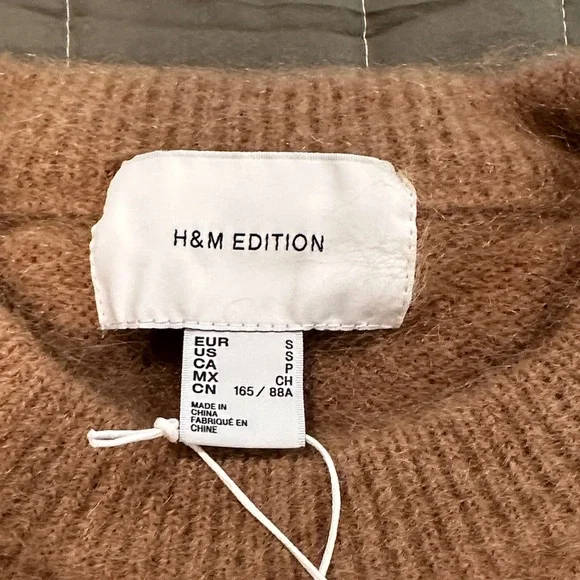 H&M EDITION
EUR S
US S
CA P
MX CH
CN 165 / 88A
MADE IN
CHINA
FABRIQUÉ EN
CHINE